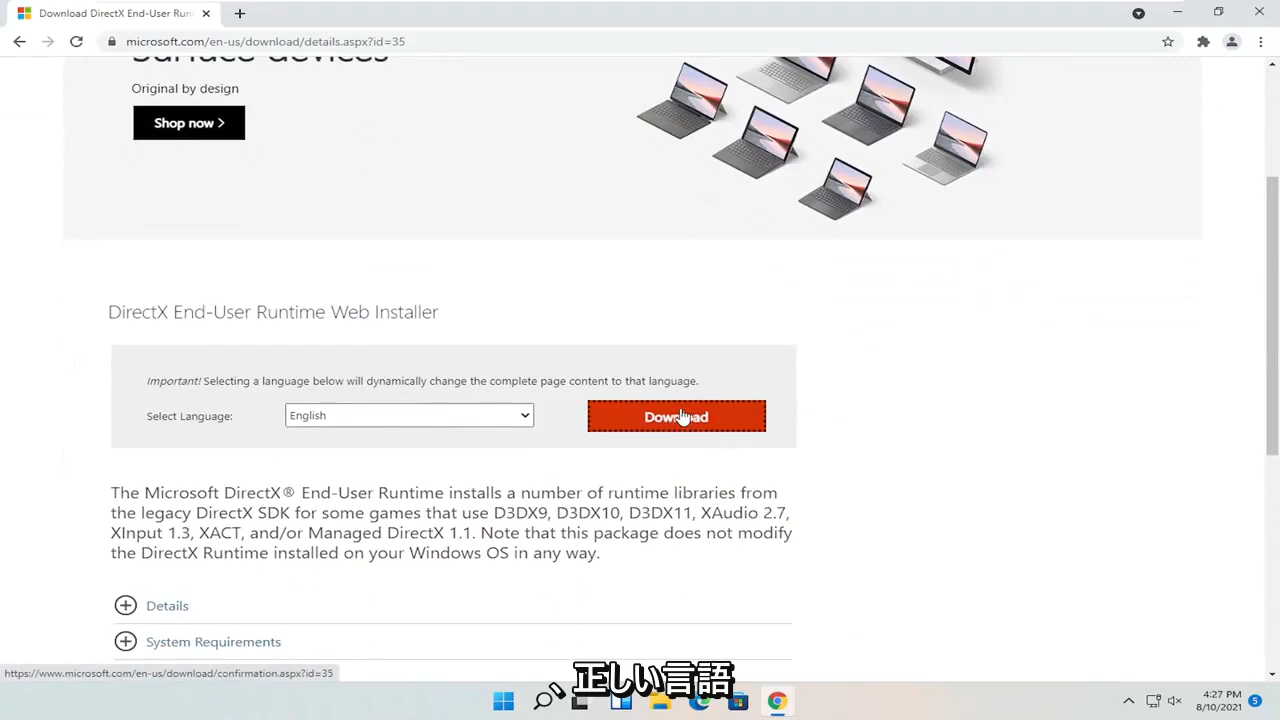 Download DirectX End-User Run
microsoft.com/en-us/download/details.aspx?id=35
Surface devices
Original by design
Shop now >
DirectX End-User Runtime Web Installer
Important! Selecting a language below will dynamically change the complete page content to that language.
Select Language:
English
Download
The Microsoft DirectX® End-User Runtime installs a number of runtime libraries from
the legacy DirectX SDK for some games that use D3DX9, D3DX10, D3DX11, XAudio 2.7,
XInput 1.3, XACT, and/or Managed DirectX 1.1. Note that this package does not modify
the DirectX Runtime installed on your Windows OS in any way.
Details
System Requirements
https://www.microsoft.com/en-us/download/confirmation.aspx?id=35
、正しい言語
4:27 PM
8/10/2021
5